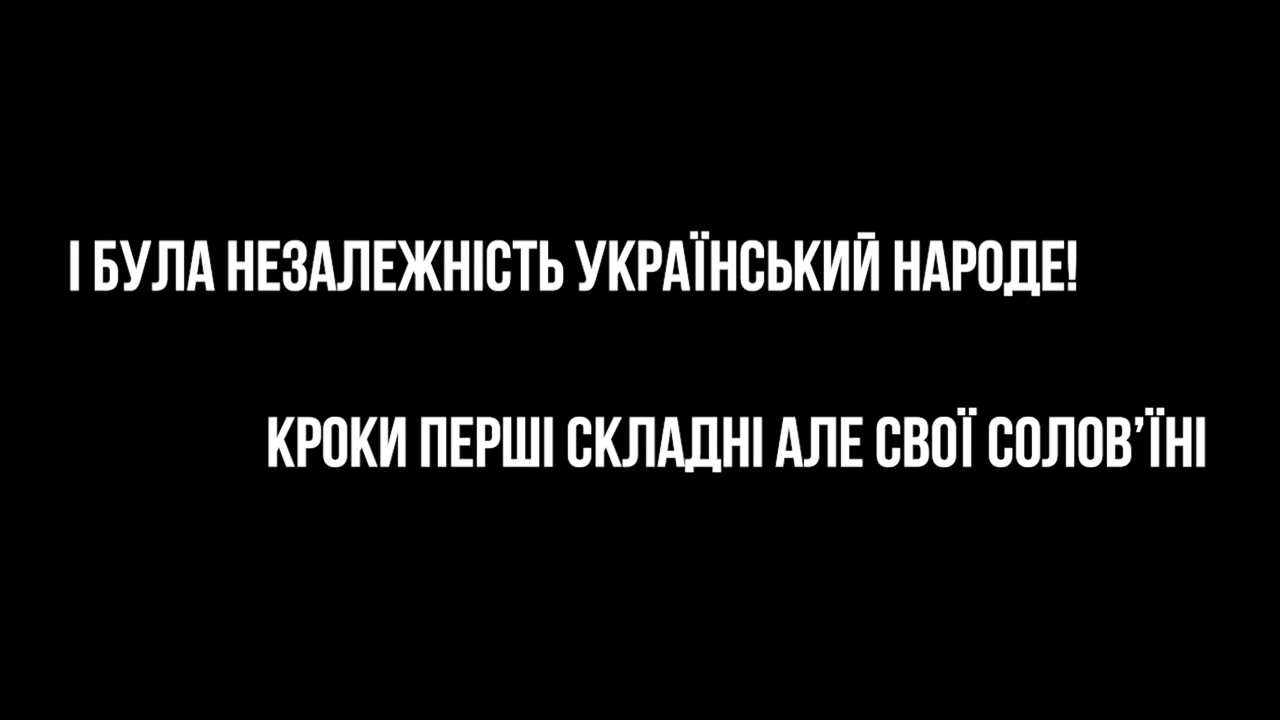 І БУЛА НЕЗАЛЕЖНІСТЬ УКРАЇНСЬКИЙ НАРОДЕ!
КРОКИ ПЕРШІ СКЛАДНІ АЛЕ СВОЇ СОЛОВ’ЇНІ